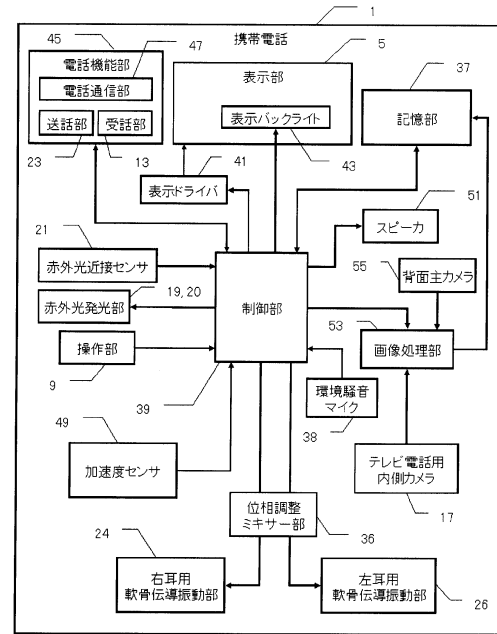 1
45
携帯電話
電話機能部
47
電話通信部
送話部
受話部
23
13
5
表示部
表示バックライト
43
37
記憶部
41
表示ドライバ
51
スピーカ
21
赤外光近接センサ
55
背面主カメラ
19, 20
赤外光発光部
制御部
53
画像処理部
操作部
9
39
環境騒音
マイク
38
49
加速度センサ
テレビ電話用
内側カメラ
17
位相調整
ミキサー部
36
24
右耳用
軟骨伝導振動部
左耳用
軟骨伝導振動部
26